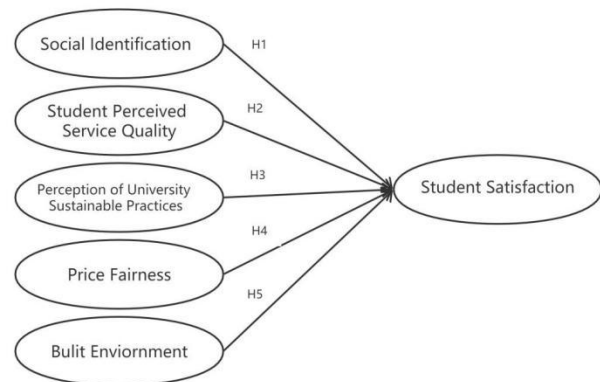 Social Identification
H1
Student Perceived
Service Quality
H2
Perception of University
Sustainable Practices
H3
Student Satisfaction
Price Fairness
H4
Bulit Enviornment
H5